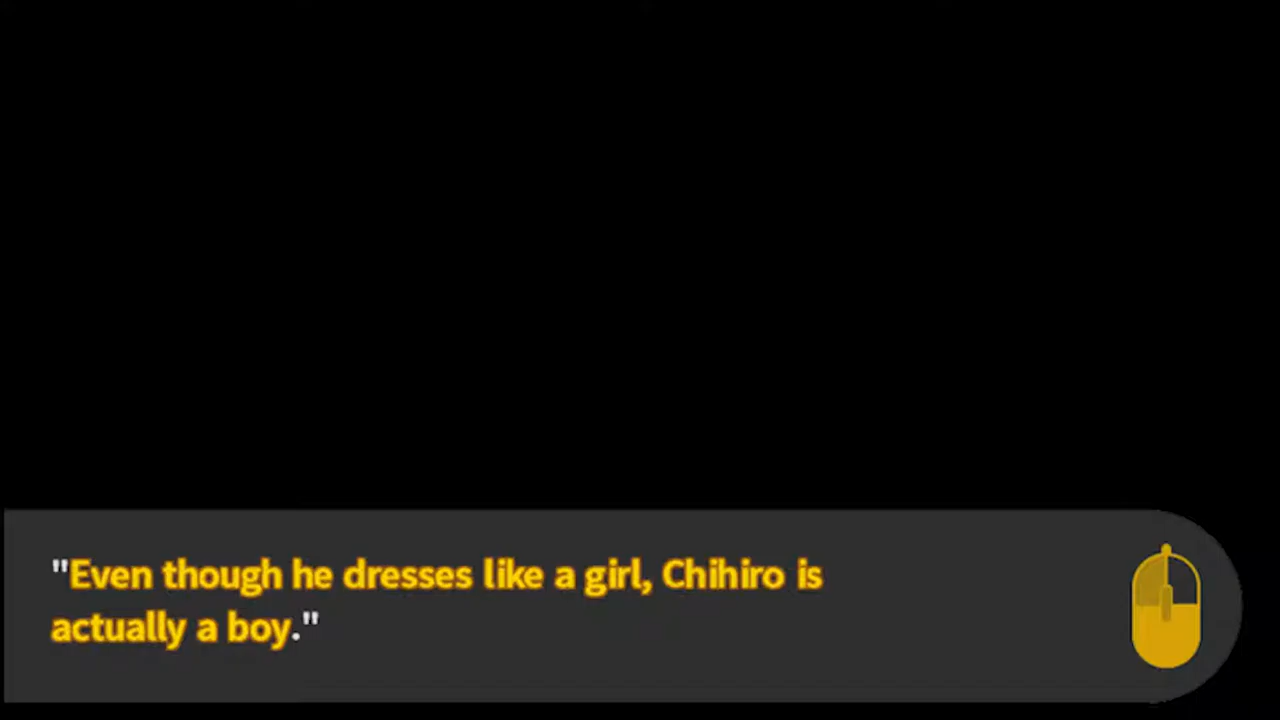 "Even though he dresses like a girl, Chihiro is
actually a boy."